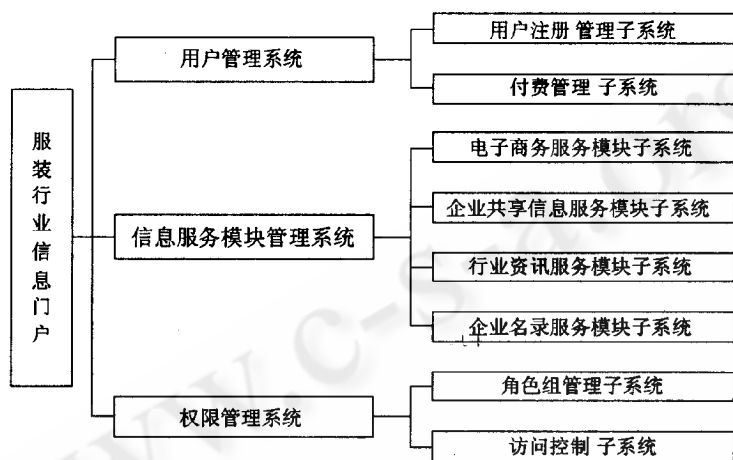 服装行业信息门户
用户管理系统
用户注册 管理子系统
付费管理 子系统
信息服务模块管理系统
电子商务服务模块子系统
企业共享信息服务模块子系统
行业资讯服务模块子系统
企业名录服务模块子系统
权限管理系统
角色组管理子系统
访问控制 子系统